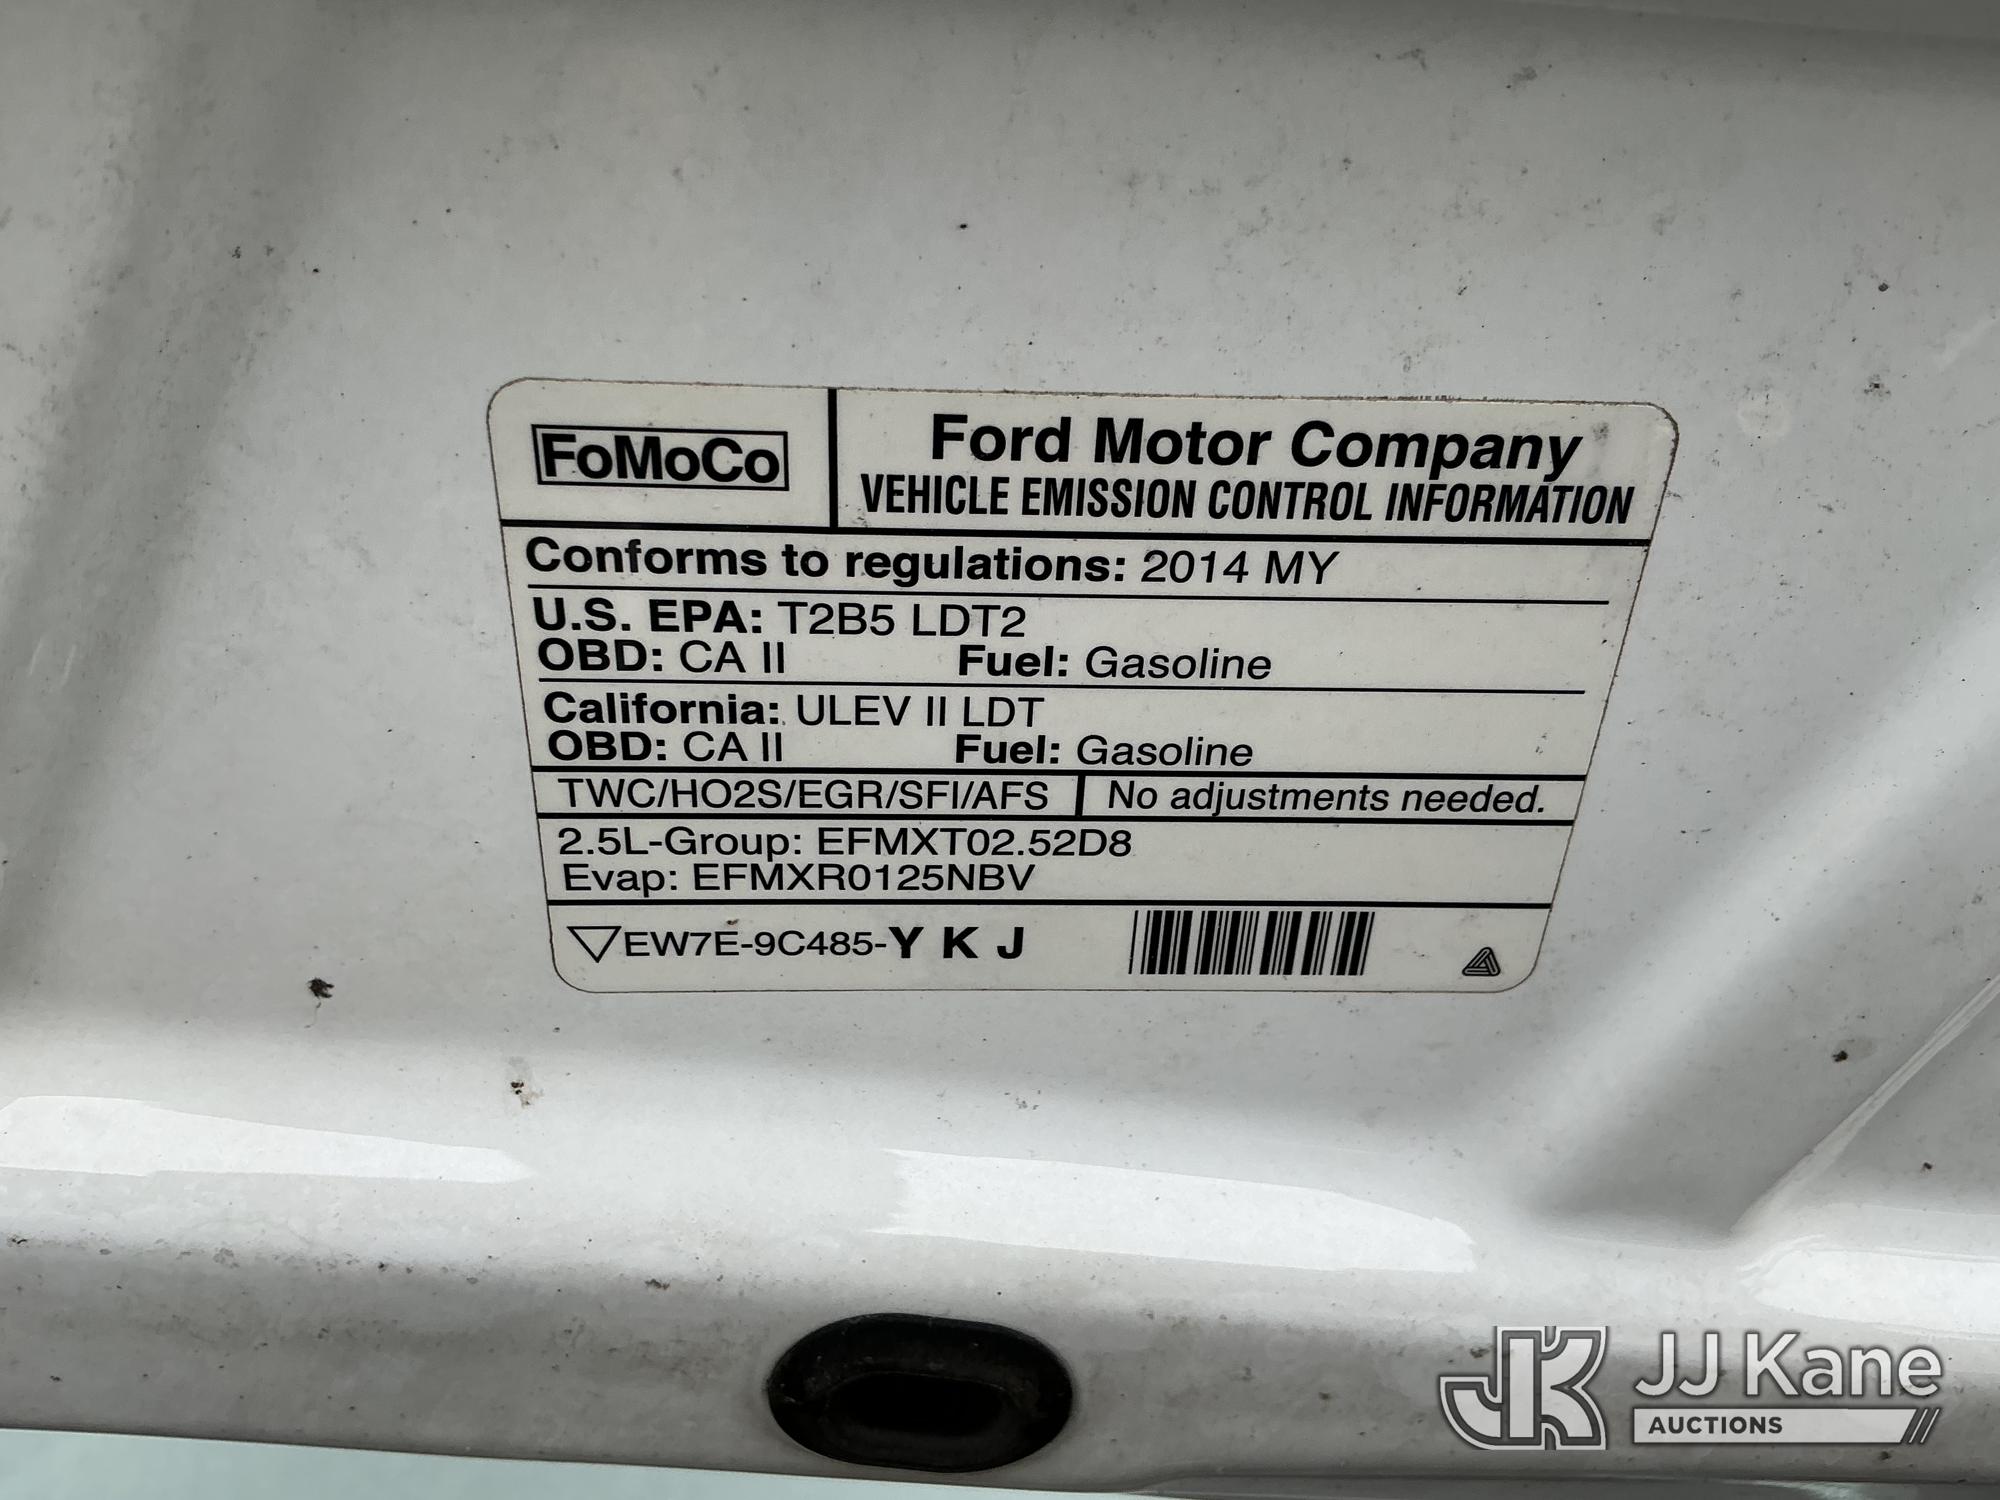 FoMoCo
Ford Motor Company
VEHICLE EMISSION CONTROL INFORMATION
Conforms to regulations: 2014 MY
U.S. EPA: T2B5 LDT2
OBD: CA II Fuel: Gasoline
California: ULEV II LDT
OBD: CA II Fuel: Gasoline
TWC/HO2S/EGR/SFI/AFS No adjustments needed.
2.5L-Group: EFMXT02.52D8
Evap: EFMXR0125NBV
EW7E-9C485-Y K J
JK JJ Kane
AUCTIONS